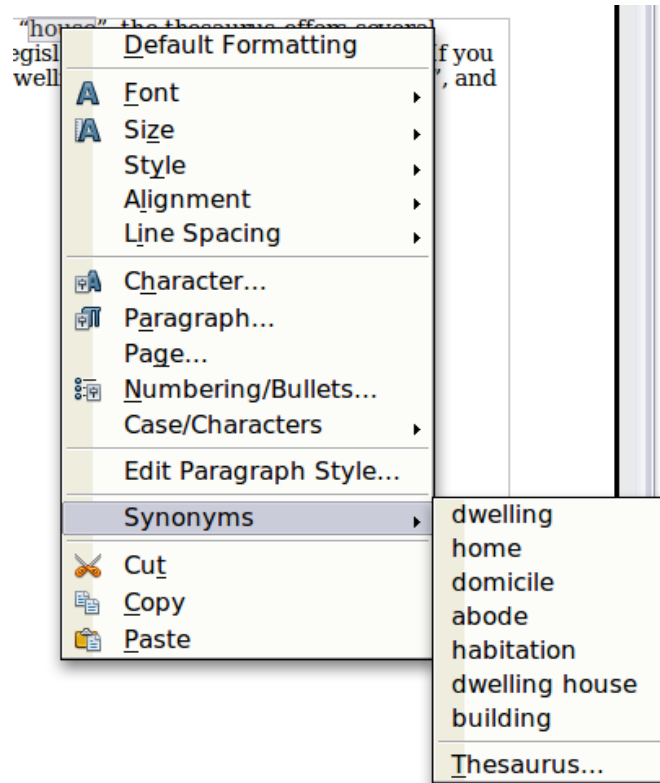 “house”, the thesaurus offers several
egisl
f you
well
”, and
Default Formatting
Font
Size
Style
Alignment
Line Spacing
Character...
Paragraph...
Page...
Numbering/Bullets...
Case/Characters
Edit Paragraph Style...
Synonyms
Cut
Copy
Paste
dwelling
home
domicile
abode
habitation
dwelling house
building
Thesaurus...